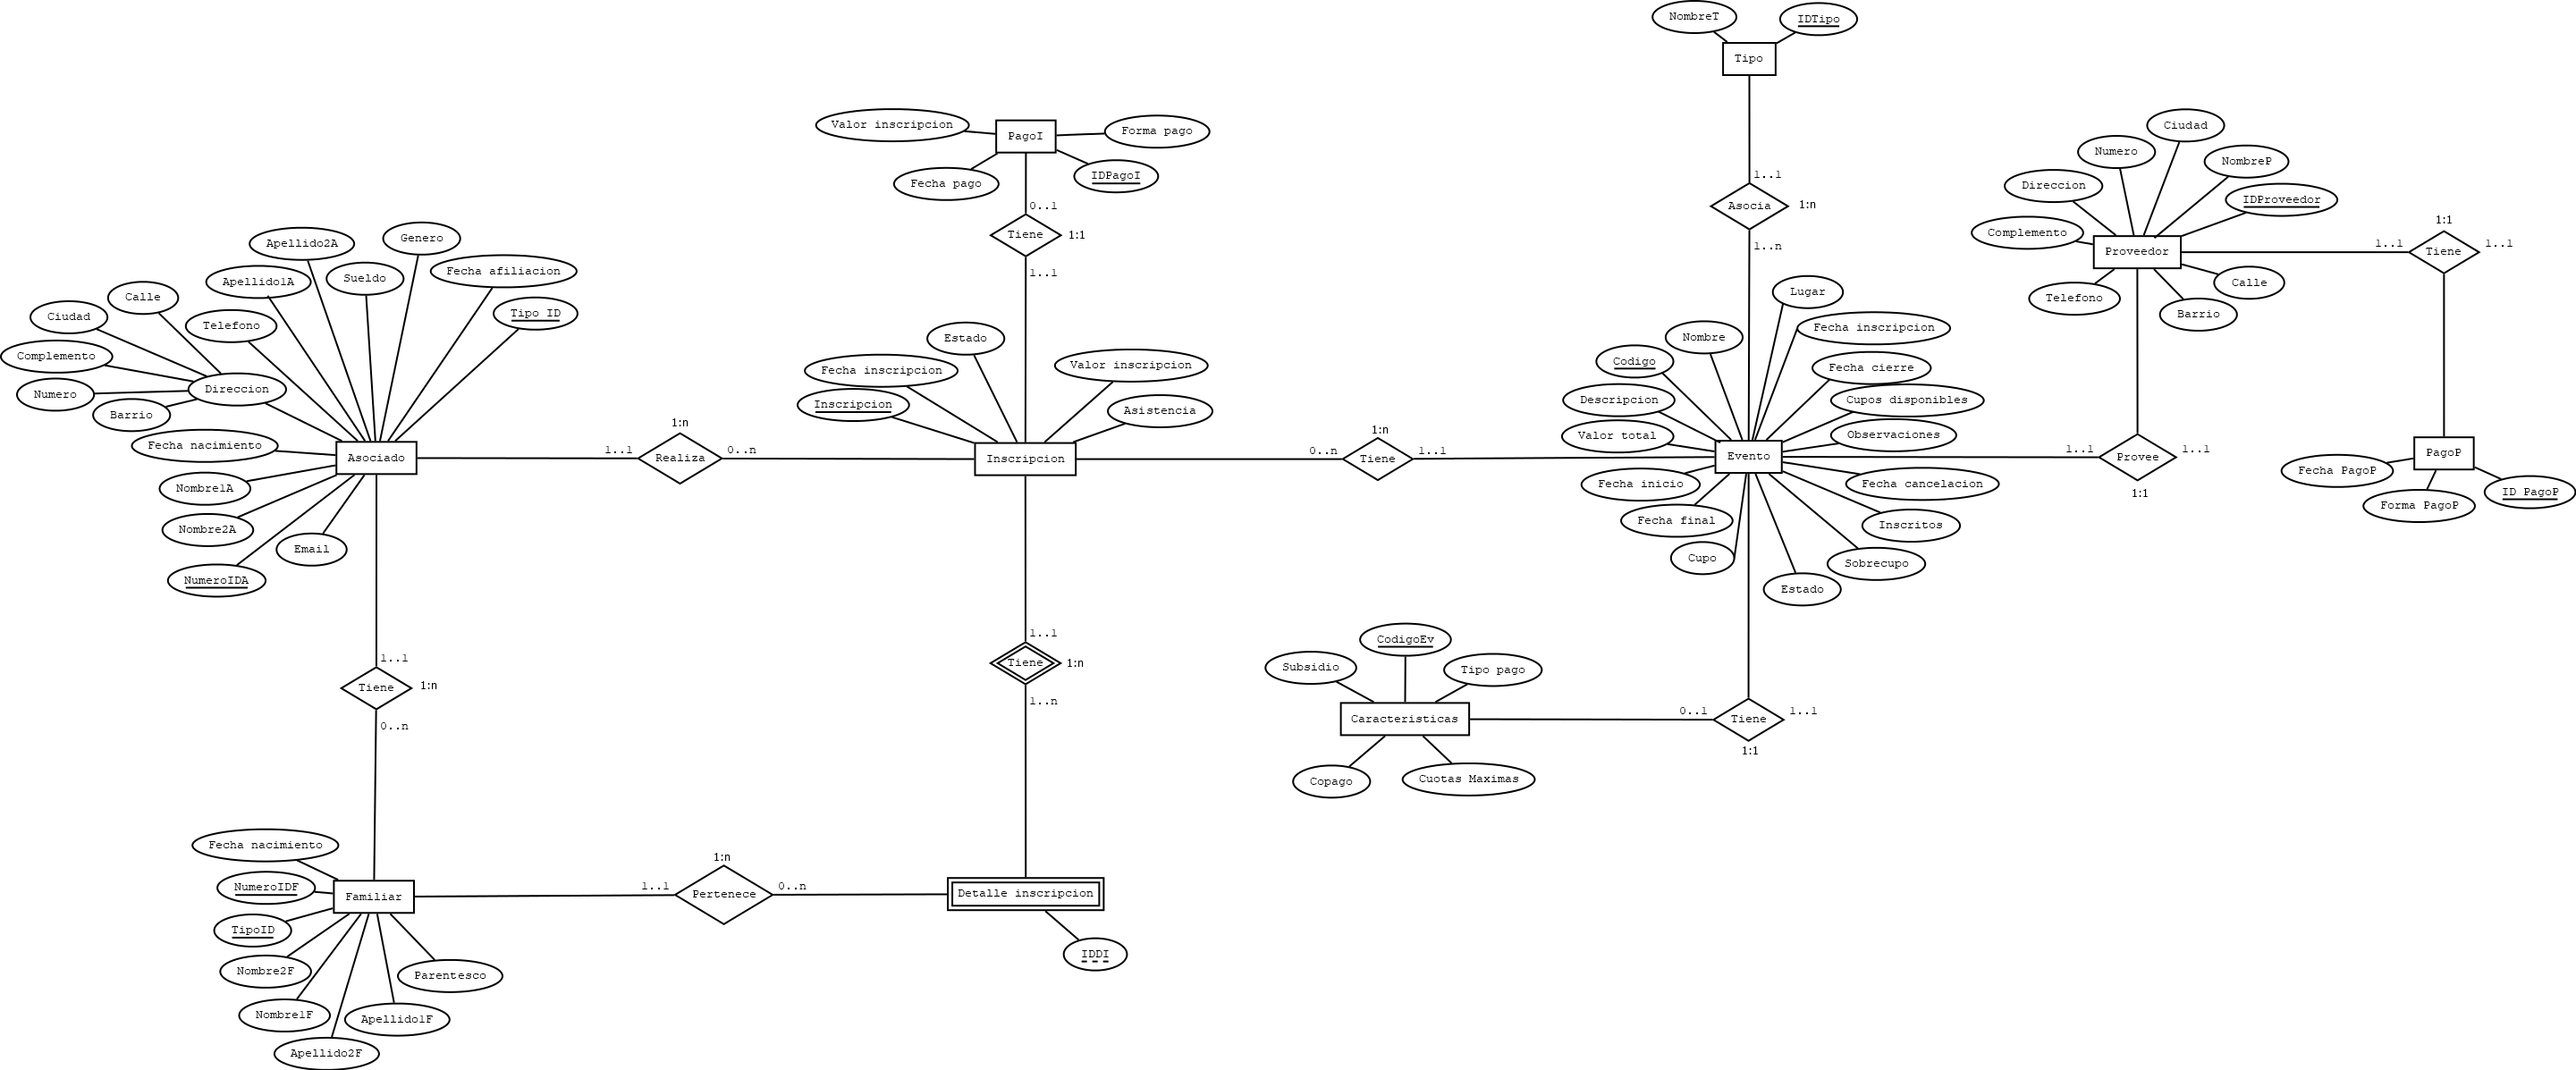 NombreT
IDTipo
Tipo
1..1
Asocia
1:n
1..n
Valor inscripcion
PagoI
Forma pago
Fecha pago
IDPagoI
0..1
Tiene
1:1
1..1
Ciudad
Numero
NombreP
Direccion
IDProveedor
Complemento
Proveedor
Telefono
Calle
Barrio
1..1
1:1
Tiene
1..1
Apellido2A
Genero
Apellido1A
Sueldo
Fecha afiliacion
Calle
Ciudad
Telefono
Tipo ID
Complemento
Direccion
Numero
Barrio
Fecha nacimiento
Asociado
Nombre1A
Nombre2A
Email
NumeroIDA
1..1
1:n
Realiza
0..n
Estado
Fecha inscripcion
Valor inscripcion
Inscripcion
Asistencia
Inscripcion
0..n
1:n
Tiene
1..1
Lugar
Nombre
Fecha inscripcion
Codigo
Fecha cierre
Descripcion
Cupos disponibles
Valor total
Observaciones
Evento
Fecha inicio
Fecha cancelacion
Fecha final
Inscritos
Cupo
Sobrecupo
Estado
1..1
Provee
1..1
1:1
PagoP
Fecha PagoP
Forma PagoP
ID PagoP
1..1
Tiene
1:n
0..n
1..1
Tiene
1:n
1..n
CodigoEv
Subsidio
Tipo pago
Caracteristicas
Copago
Cuotas Maximas
0..1
Tiene
1..1
1:1
Fecha nacimiento
NumeroIDF
Familiar
TipoID
Nombre2F
Parentesco
Nombre1F
Apellido1F
Apellido2F
1..1
1:n
Pertenece
0..n
Detalle inscripcion
IDDI